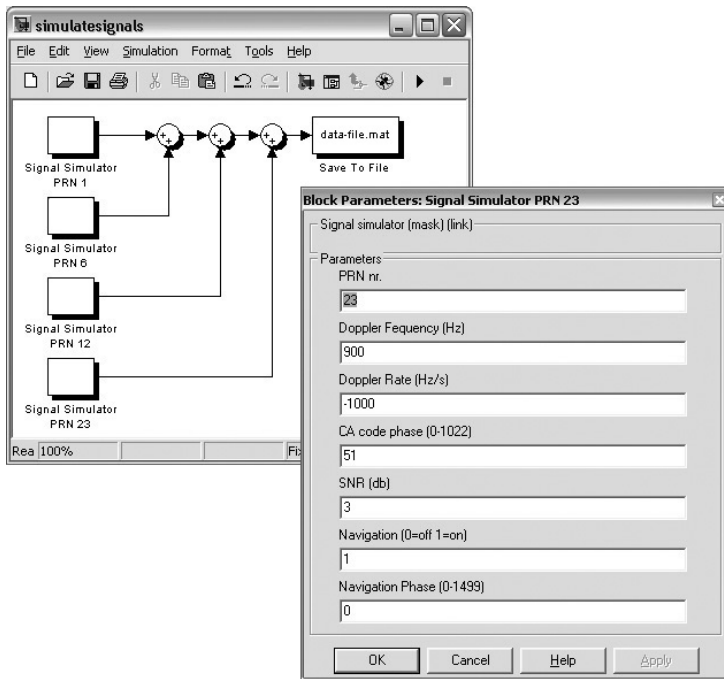 simulatesignals
File Edit View Simulation Format Tools Help
data-file.mat
Signal Simulator
PRN 1
Save To File
Signal Simulator
PRN 6
Signal Simulator
PRN 12
Signal Simulator
PRN 23
Rea 100%
Block Parameters: Signal Simulator PRN 23
Signal simulator (mask) (link)
Parameters
PRN nr.
23
Doppler Fequency (Hz)
900
Doppler Rate (Hz/s)
-1000
CA code phase (0-1022)
51
SNR (db)
3
Navigation (0=off 1=on)
1
Navigation Phase (0-1499)
0
OK Cancel Help Apply